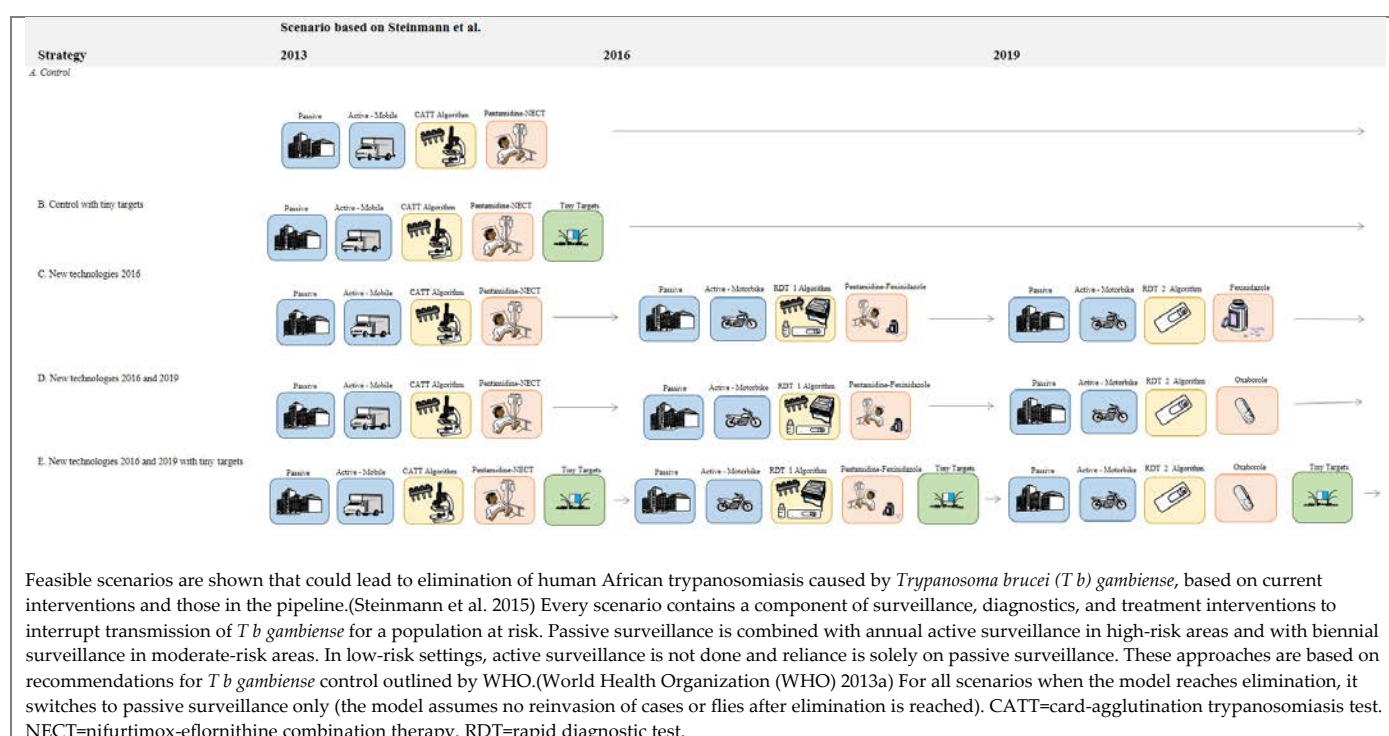 Scenario based on Steinmann et al.
Strategy 2013 2016 2019
A. Control
Passive Active - Mobile CATT Algorithm Pentamidine-NECT
B. Control with tiny targets
Passive Active - Mobile CATT Algorithm Pentamidine-NECT Tiny Targets
C. New technologies 2016
Passive Active - Mobile CATT Algorithm Pentamidine-NECT Passive Active - Motorbike RDT 1 Algorithm Pentamidine-Fexinidazole Passive Active - Motorbike RDT 2 Algorithm Fexinidazole
D. New technologies 2016 and 2019
Passive Active - Mobile CATT Algorithm Pentamidine-NECT Passive Active - Motorbike RDT 1 Algorithm Pentamidine-Fexinidazole Passive Active - Motorbike RDT 2 Algorithm Oxaborole
E. New technologies 2016 and 2019 with tiny targets
Passive Active - Mobile CATT Algorithm Pentamidine-NECT Tiny Targets Passive Active - Motorbike RDT 1 Algorithm Pentamidine-Fexinidazole Tiny Targets Passive Active - Motorbike RDT 2 Algorithm Oxaborole Tiny Targets
Feasible scenarios are shown that could lead to elimination of human African trypanosomiasis caused by Trypanosoma brucei (T b) gambiense, based on current
interventions and those in the pipeline.(Steinmann et al. 2015) Every scenario contains a component of surveillance, diagnostics, and treatment interventions to
interrupt transmission of T b gambiense for a population at risk. Passive surveillance is combined with annual active surveillance in high-risk areas and with biennial
surveillance in moderate-risk areas. In low-risk settings, active surveillance is not done and reliance is solely on passive surveillance. These approaches are based on
recommendations for T b gambiense control outlined by WHO.(World Health Organization (WHO) 2013a) For all scenarios when the model reaches elimination, it
switches to passive surveillance only (the model assumes no reinvasion of cases or flies after elimination is reached). CATT=card-agglutination trypanosomiasis test.
NECT=nifurtimox-eflornithine combination therapy. RDT=rapid diagnostic test.